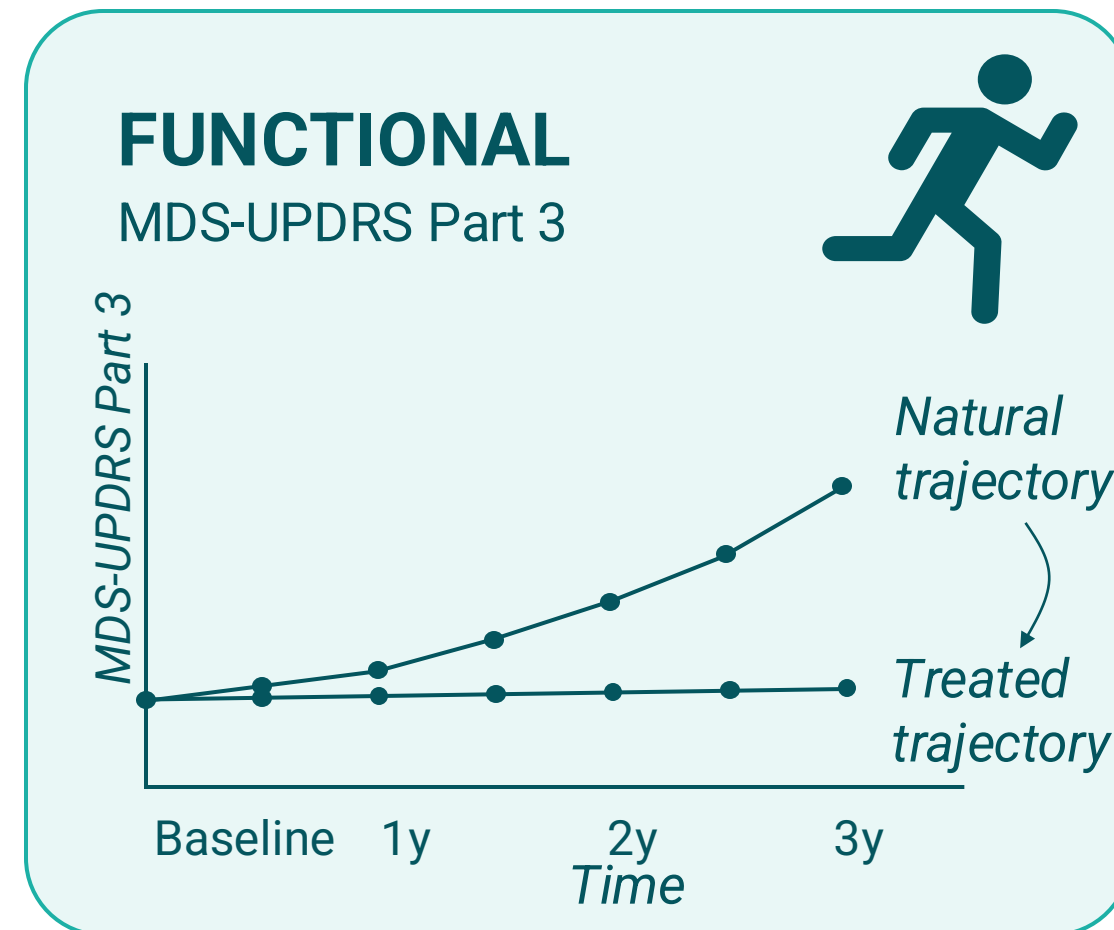 FUNCTIONAL
MDS-UPDRS Part 3
MDS-UPDRS Part 3
Natural
trajectory
Treated
trajectory
Baseline 1y 2y 3y
Time